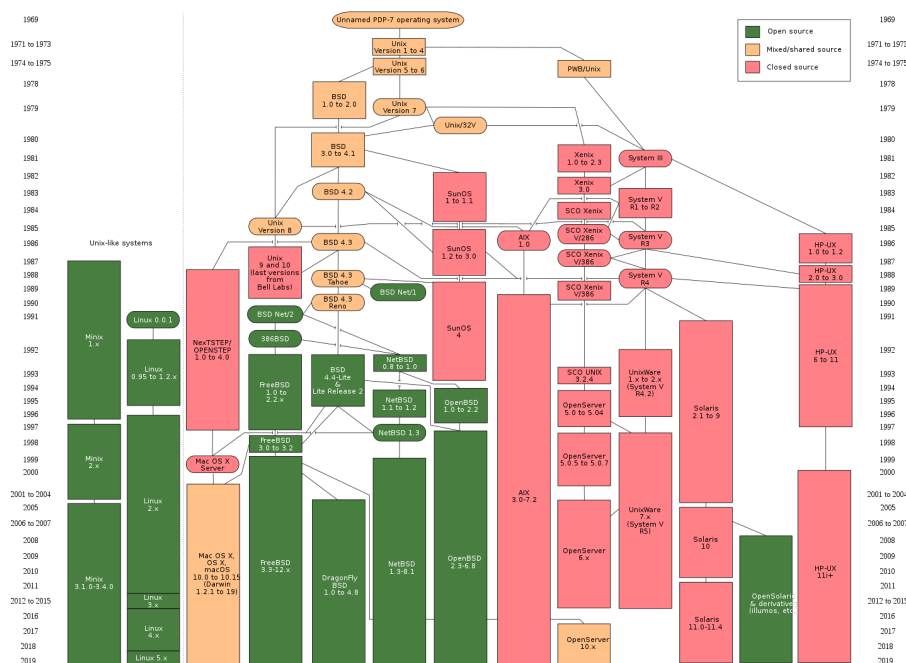 1969
Unnamed PDP-7 operating system
1969
Open source
Mixed/shared source
Closed source
1971 to 1973
Unix
Version 1 to 4
1971 to 1973
1974 to 1975
Unix
Version 5 to 6
PWB/Unix
1974 to 1975
1978
BSD
1.0 to 2.0
1978
1979
Unix
Version 7
1979
Unix/32V
1980
BSD
3.0 to 4.1
1980
1981
Xenix
1.0 to 2.3
System III
1981
1982
1982
1983
BSD 4.2
SunOS
1 to 1.1
Xenix
3.0
System V
R1 to R2
1983
1984
SCO Xenix
1984
1985
Unix
Version 8
SCO Xenix
V/286
1985
Unix-like systems
1986
BSD 4.3
SunOS
1.2 to 3.0
AIX
1.0
System V
R3
HP-UX
1.0 to 1.2
1986
1987
Unix
9 and 10
(last versions
from
Bell Labs)
SCO Xenix
V/386
1987
1988
BSD 4.3
Tahoe
System V
R4
HP-UX
2.0 to 3.0
1988
1989
BSD Net/1
SCO Xenix
V/386
1989
1990
BSD 4.3
Reno
1990
1991
Linux 0.0.1
BSD Net/2
1991
Minix
1.x
NexTSTEP/
OPENSTEP
1.0 to 4.0
386BSD
SunOS
4
HP-UX
6 to 11
1992
Linux
0.95 to 1.2.x
FreeBSD
1.0 to
2.2.x
BSD
4.4-Lite
&
Lite Release 2
NetBSD
0.8 to 1.0
UnixWare
1.x to 2.x
(System V
R4.2)
1992
1993
SCO UNIX
3.2.4
1993
1994
NetBSD
1.1 to 1.2
OpenBSD
1.0 to 2.2
OpenServer
5.0 to 5.04
1994
1995
1995
1996
Solaris
2.1 to 9
1996
1997
NetBSD 1.3
1997
1998
FreeBSD
3.0 to 3.2
OpenServer
5.0.5 to 5.0.7
1998
1999
Minix
2.x
Mac OS X
Server
1999
2000
2000
2001 to 2004
Linux
2.x
AIX
3.0-7.2
2001 to 2004
2005
UnixWare
7.x
(System V
R5)
2005
2006 to 2007
2006 to 2007
2008
Solaris
10
2008
2009
Mac OS X,
OS X,
macOS
10.0 to 10.15
(Darwin
1.2.1 to 19)
FreeBSD
3.3-12.x
OpenBSD
2.3-6.8
OpenServer
6.x
2009
2010
NetBSD
1.3-8.1
HP-UX
11i+
2010
2011
Minix
3.1.0-3.4.0
DragonFly
BSD
1.0 to 4.8
2011
2012 to 2015
Linux
3.x
OpenSolaris
& derivatives
(illumos, etc)
2012 to 2015
2016
Solaris
11.0-11.4
2016
2017
Linux
4.x
OpenServer
10.x
2017
2018
2018
2019
Linux 5.x
2019